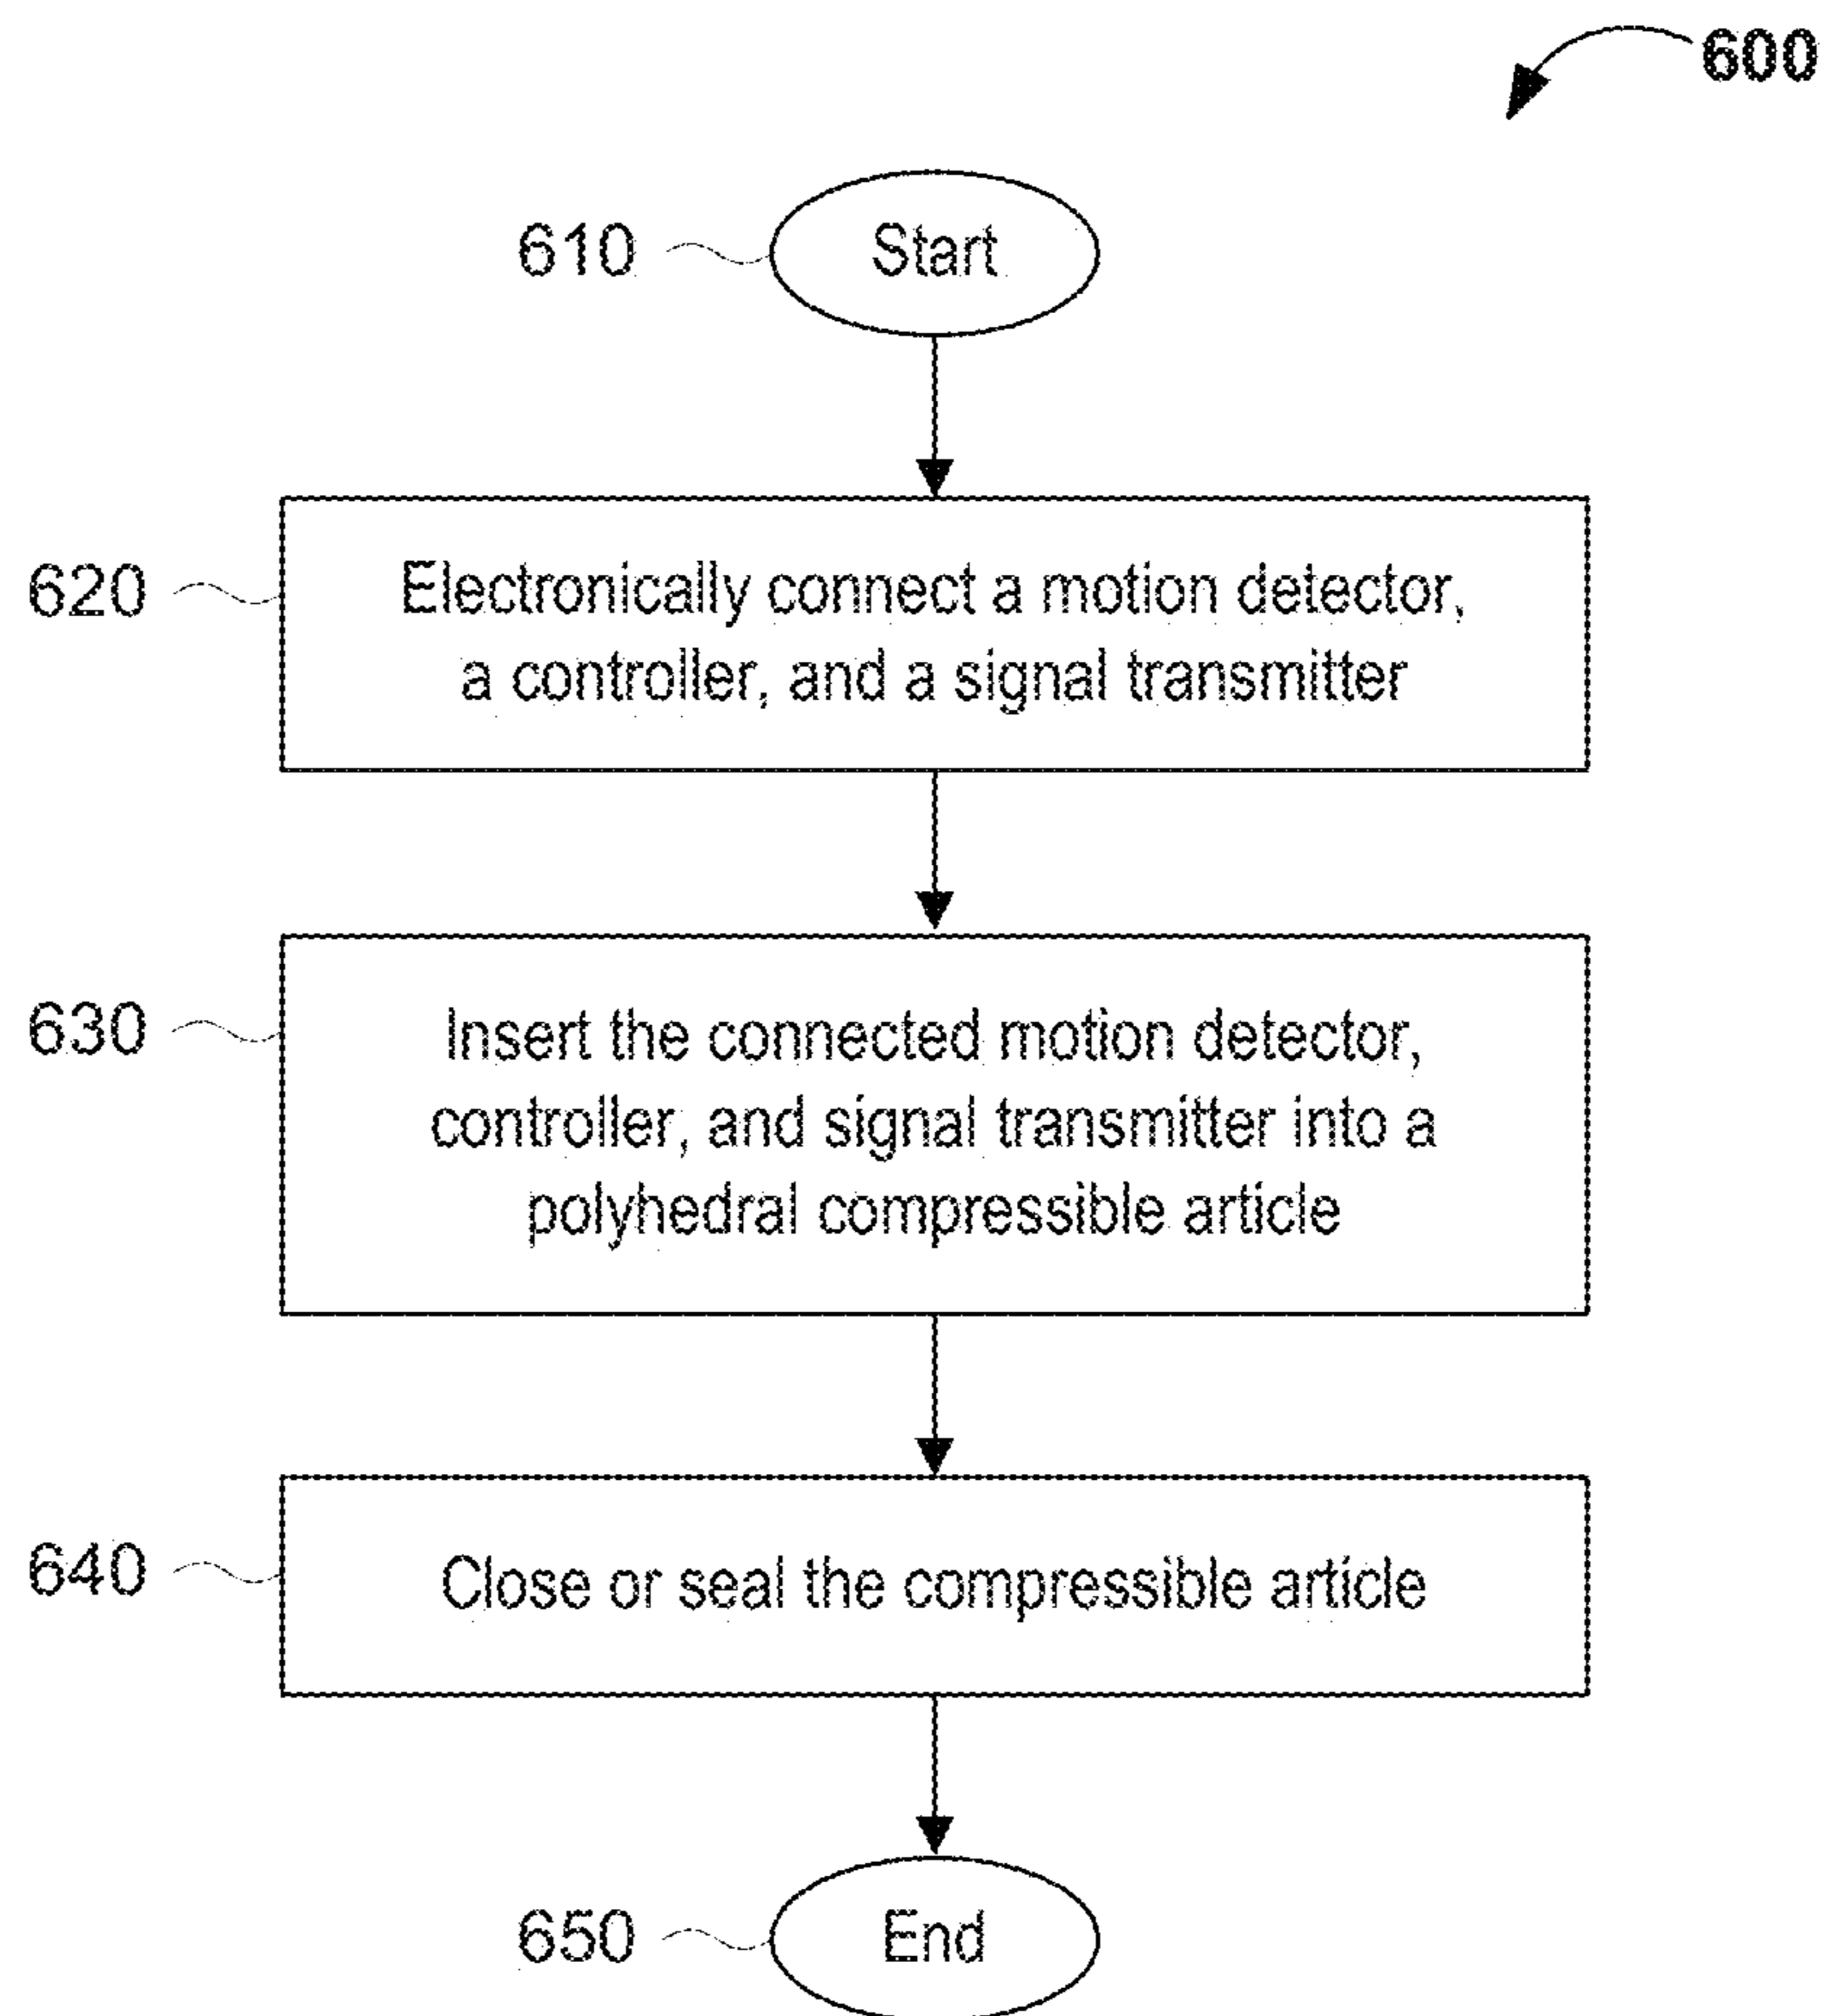 600
610
Start
620
Electronically connect a motion detector,
a controller, and a signal transmitter
630
Insert the connected motion detector,
controller, and signal transmitter into a
polyhedral compressible article
640
Close or seal the compressible article
650
End